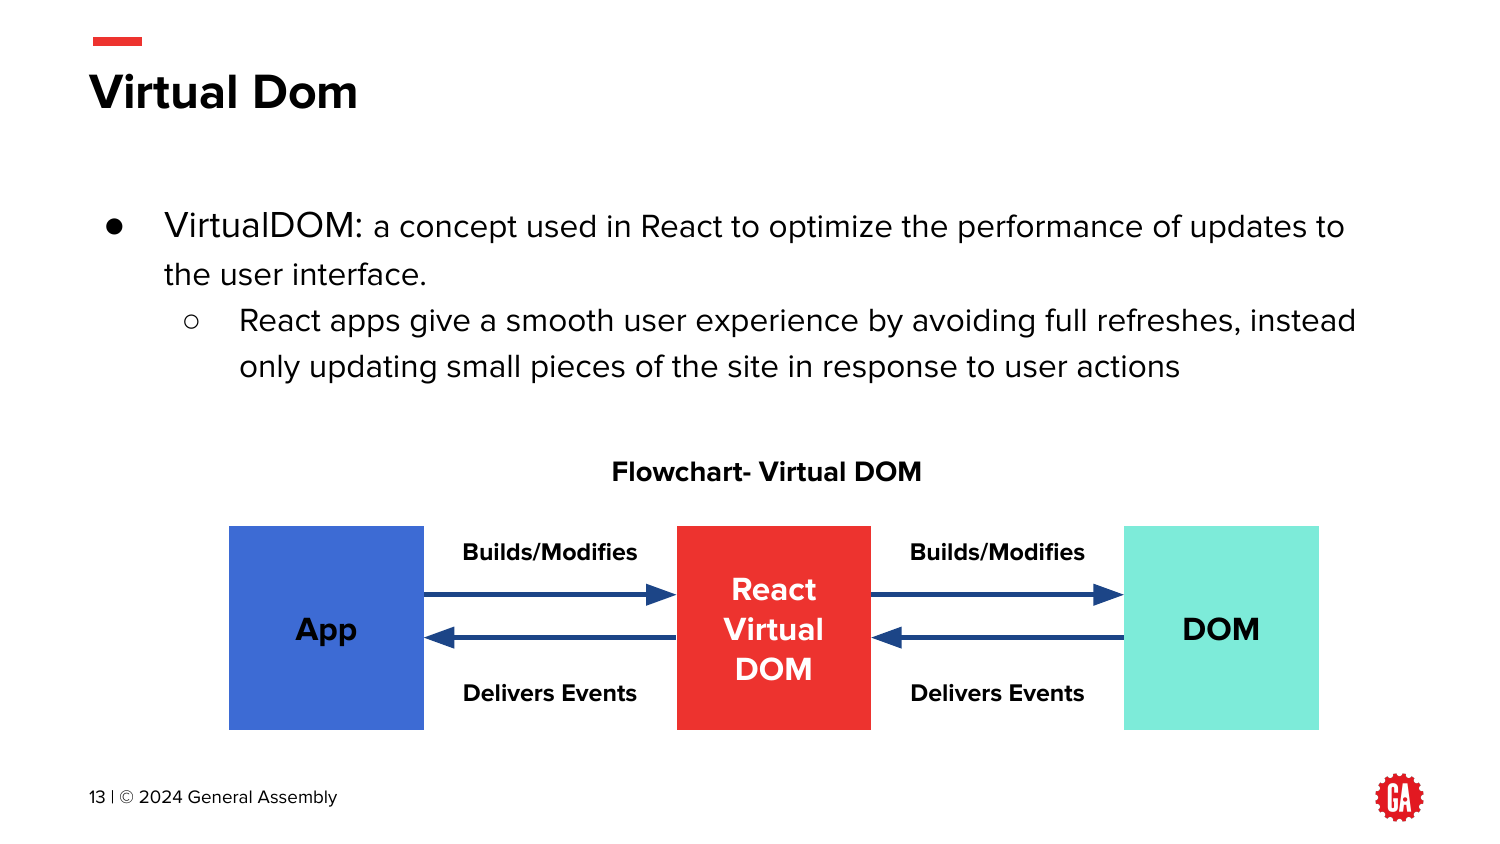 Virtual Dom
● VirtualDOM: a concept used in React to optimize the performance of updates to
the user interface.
○ React apps give a smooth user experience by avoiding full refreshes, instead
only updating small pieces of the site in response to user actions
Flowchart- Virtual DOM
Builds/Modifies
Builds/Modifies
App
React
Virtual
DOM
DOM
Delivers Events
Delivers Events
13 | © 2024 General Assembly
GA